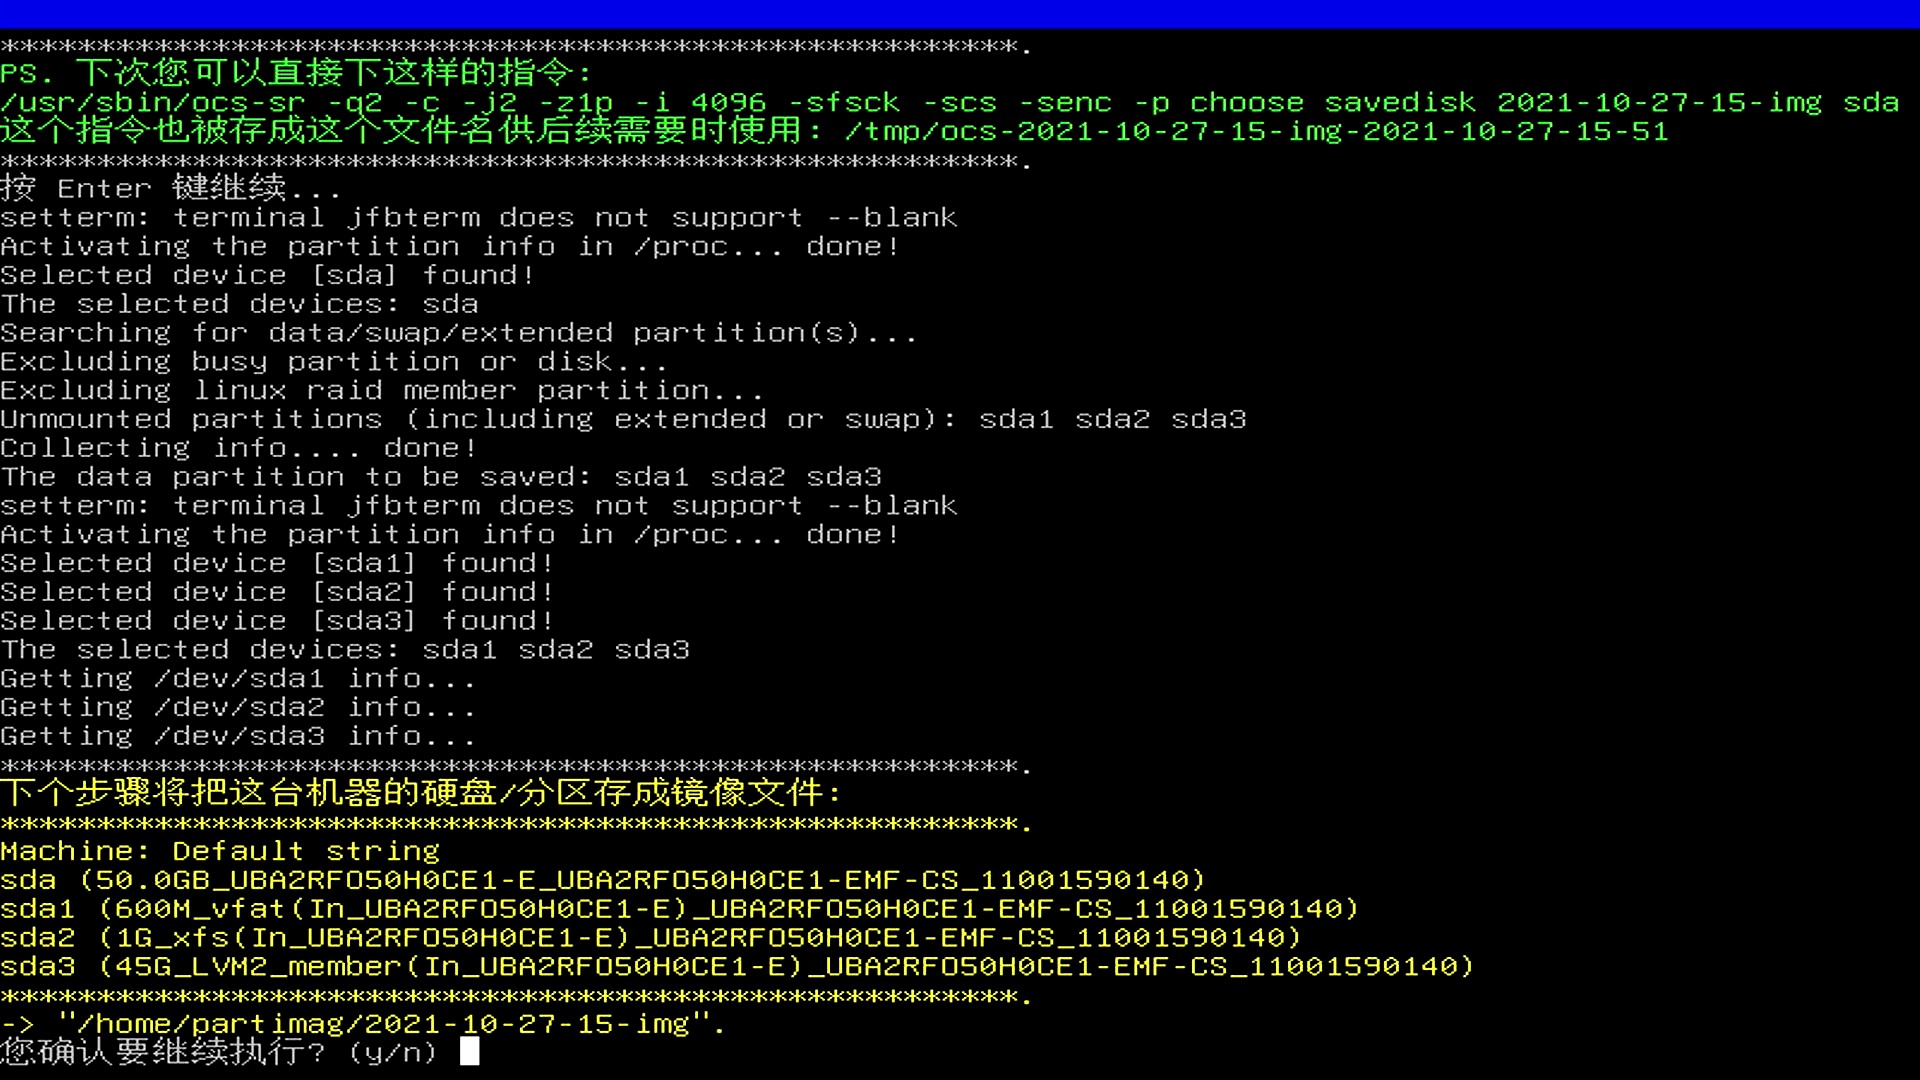 *****************************************************.
PS. 下次您可以直接下这样的指令:
/usr/sbin/ocs-sr -q2 -c -j2 -z1p -i 4096 -sfsck -scs -senc -p choose savedisk 2021-10-27-15-img sda
这个指令也被存成这个文件名供后续需要时使用: /tmp/ocs-2021-10-27-15-img-2021-10-27-15-51
*****************************************************.
按 Enter 键继续...
setterm: terminal jfbterm does not support --blank
Activating the partition info in /proc... done!
Selected device [sda] found!
The selected devices: sda
Searching for data/swap/extended partition(s)...
Excluding busy partition or disk...
Excluding linux raid member partition...
Unmounted partitions (including extended or swap): sda1 sda2 sda3
Collecting info.... done!
The data partition to be saved: sda1 sda2 sda3
setterm: terminal jfbterm does not support --blank
Activating the partition info in /proc... done!
Selected device [sda1] found!
Selected device [sda2] found!
Selected device [sda3] found!
The selected devices: sda1 sda2 sda3
Getting /dev/sda1 info...
Getting /dev/sda2 info...
Getting /dev/sda3 info...
*****************************************************.
下个步骤将把这台机器的硬盘/分区存成镜像文件:
*****************************************************.
Machine: Default string
sda (50.0GB_UBA2RFO50H0CE1-E_UBA2RFO50H0CE1-EMF-CS_11001590140)
sda1 (600M_vfat(In_UBA2RFO50H0CE1-E)_UBA2RFO50H0CE1-EMF-CS_11001590140)
sda2 (1G_xfs(In_UBA2RFO50H0CE1-E)_UBA2RFO50H0CE1-EMF-CS_11001590140)
sda3 (45G_LVM2_member(In_UBA2RFO50H0CE1-E)_UBA2RFO50H0CE1-EMF-CS_11001590140)
*****************************************************.
-> "/home/partimag/2021-10-27-15-img".
您确认要继续执行? (y/n)